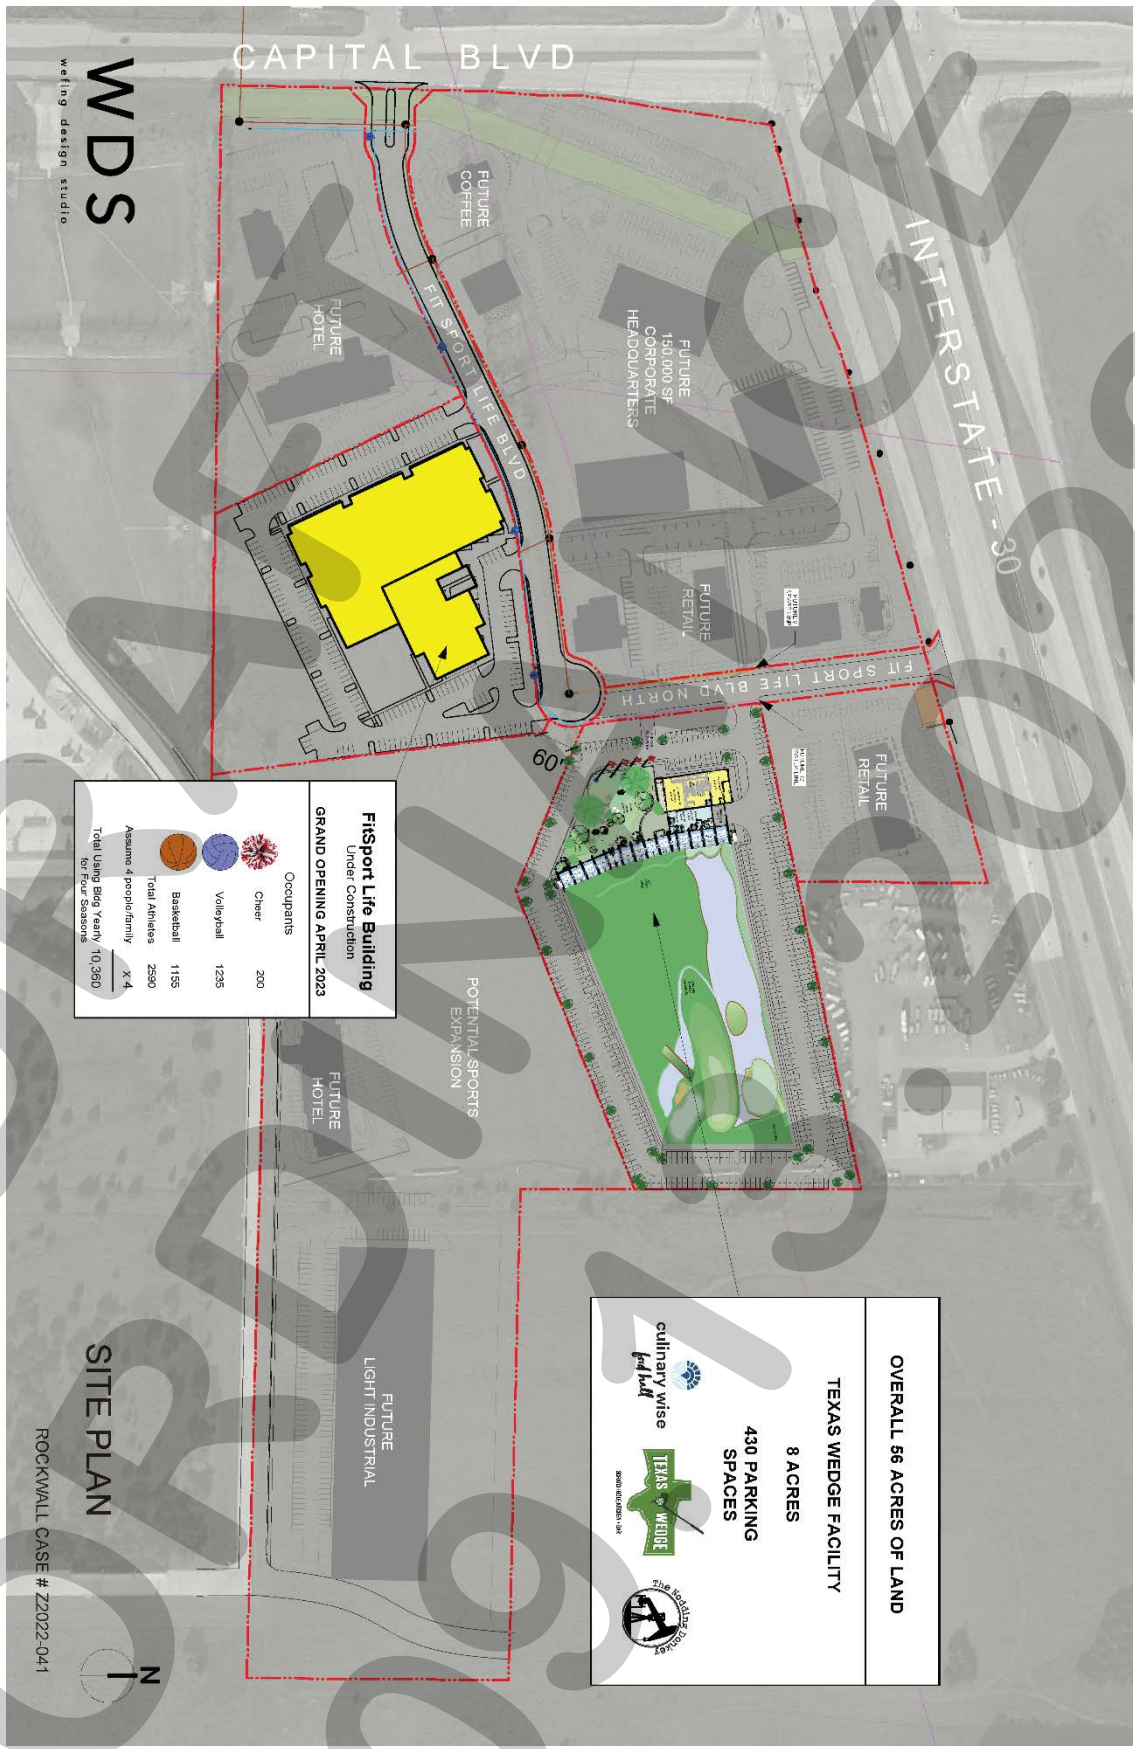 CAPITAL BLVD
INTERSTATE - 30
WDS
wefing design studio
FUTURE
COFFEE
FUTURE
HOTEL
FIT SPORT LIFE BLVD
FUTURE
150,000 SF
CORPORATE
HEADQUARTERS
FUTURE
RETAIL
FIT SPORT LIFE BLVD NORTH
FUTURE
RETAIL
60'
FitSport Life Building
Under Construction
GRAND OPENING APRIL 2023
Occupants
Cheer 200
Volleyball 1235
Basketball 1155
Total Athletes 2590
Assume 4 people/family X 4
Total Using Bldg Yearly 10,360
for Four Seasons
POTENTIAL SPORTS
EXPANSION
FUTURE
HOTEL
FUTURE
LIGHT INDUSTRIAL
OVERALL 56 ACRES OF LAND
TEXAS WEDGE FACILITY
8 ACRES
430 PARKING
SPACES
culinary wise
food hall
TEXAS WEDGE
The Nodding Donkey
SITE PLAN
ROCKWALL CASE # Z2022-041
N